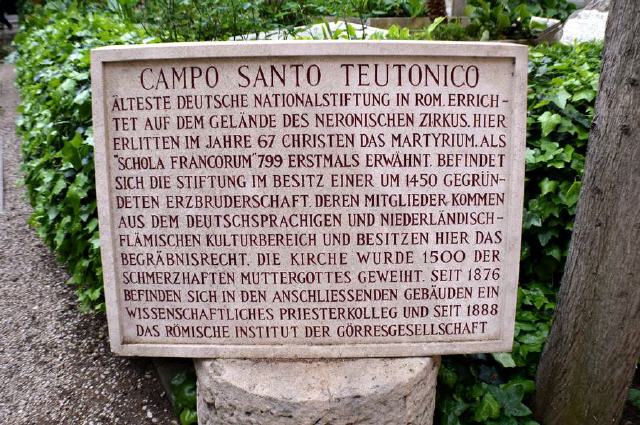 CAMPO SANTO TEUTONICO
ÄLTESTE DEUTSCHE NATIONALSTIFTUNG IN ROM. ERRICH-
TET AUF DEM GELÄNDE DES NERONISCHEN ZIRKUS. HIER
ERLITTEN IM JAHRE 67 CHRISTEN DAS MARTYRIUM. ALS
"SCHOLA FRANCORUM" 799 ERSTMALS ERWÄHNT. BEFINDET
SICH DIE STIFTUNG IM BESITZ EINER UM 1450 GEGRÜN-
DETEN ERZBRUDERSCHAFT. DEREN MITGLIEDER KOMMEN
AUS DEM DEUTSCHSPRACHIGEN UND NIEDERLÄNDISCH-
FLÄMISCHEN KULTURBEREICH UND BESITZEN HIER DAS
BEGRÄBNISRECHT. DIE KIRCHE WURDE 1500 DER
SCHMERZHAFTEN MUTTERGOTTES GEWEIHT. SEIT 1876
BEFINDEN SICH IN DEN ANSCHLIESSENDEN GEBÄUDEN EIN
WISSENSCHAFTLICHES PRIESTERKOLLEG UND SEIT 1888
DAS RÖMISCHE INSTITUT DER GÖRRESGESELLSCHAFT